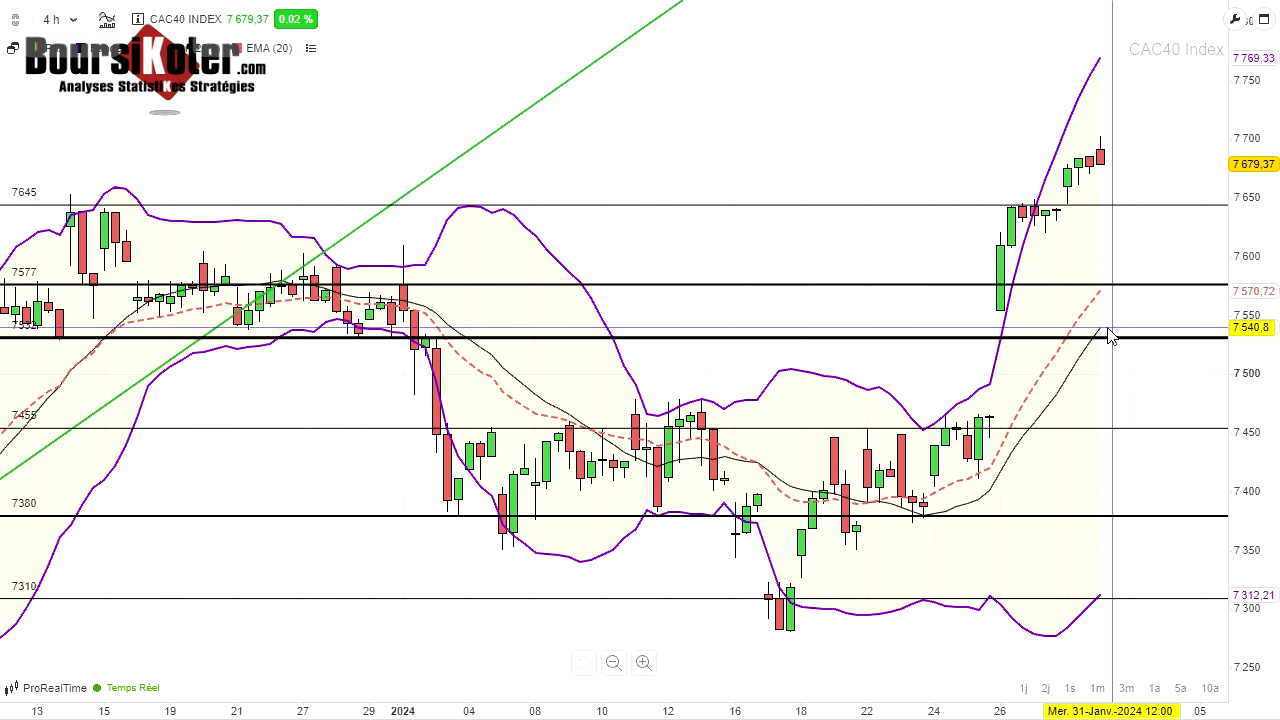 4 h CAC40 INDEX 7 679,37 0.02 %
EMA (20)
BoursiKoter.com
Analyses StatistiKes Stratégies
CAC40 Index
7 769,33
7 750
7 700
7 679,37
7 650
7 600
7 570,72
7 550
7 540,8
7 500
7 450
7 400
7 350
7 312,21
7 300
7 250
7645
7577
7532
7455
7380
7310
ProRealTime Temps Réel
1j 2j 1s 1m 3m 1a 5a 10a
13 15 19 21 27 29 2024 04 08 10 12 16 18 22 24 26 Mer. 31-Janv.-2024 12:00 05